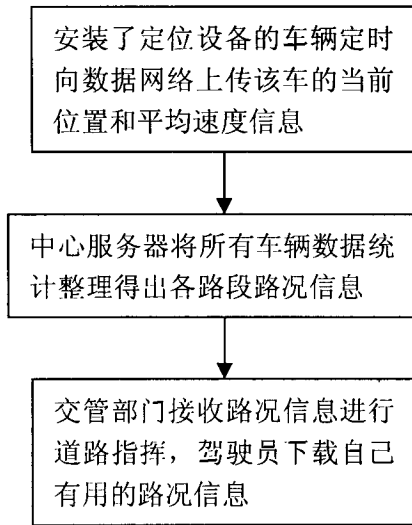 安装了定位设备的车辆定时
向数据网络上传该车的当前
位置和平均速度信息
中心服务器将所有车辆数据统
计整理得出各路段路况信息
交管部门接收路况信息进行
道路指挥，驾驶员下载自己
有用的路况信息